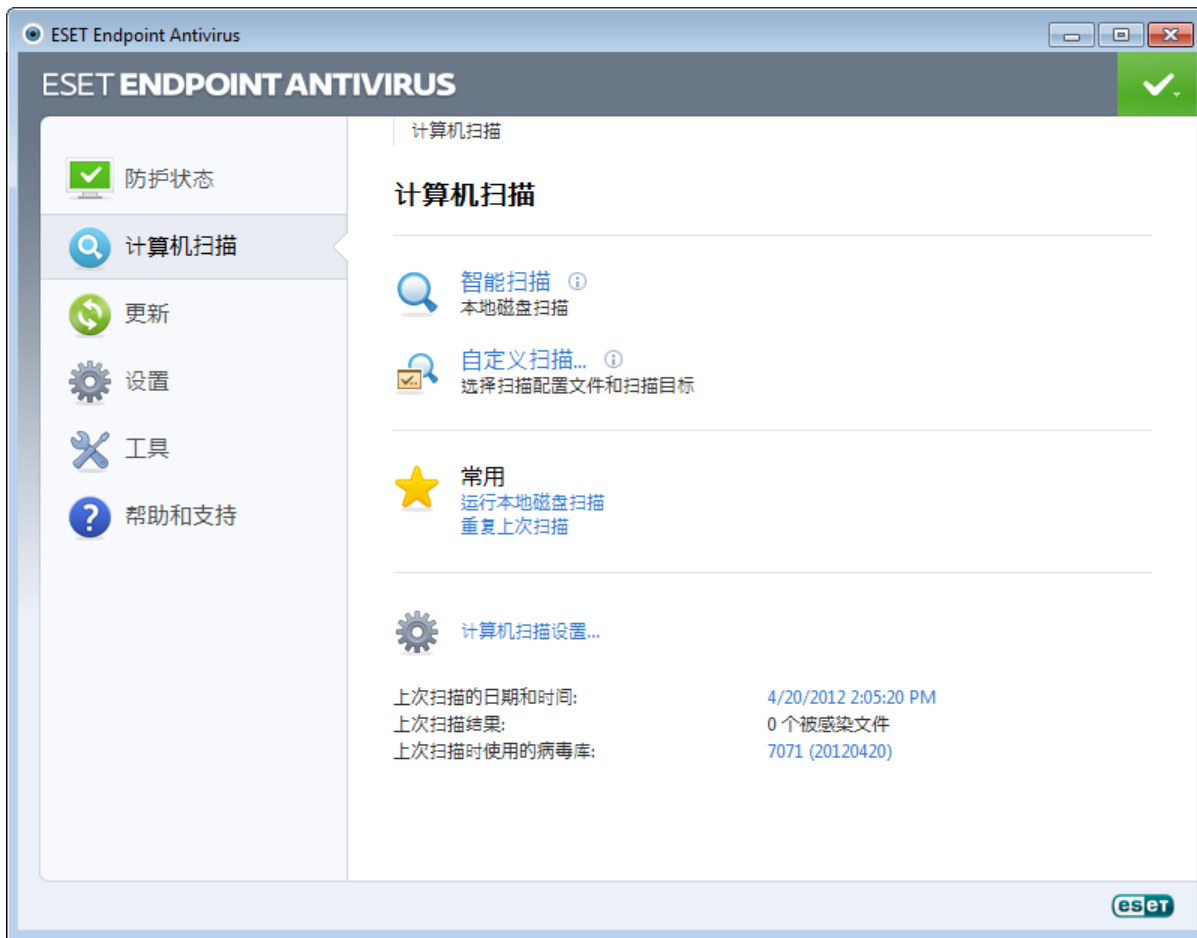 ESET Endpoint Antivirus
ESET ENDPOINT ANTIVIRUS
防护状态
计算机扫描
更新
设置
工具
帮助和支持
计算机扫描
计算机扫描
智能扫描
本地磁盘扫描
自定义扫描...
选择扫描配置文件和扫描目标
常用
运行本地磁盘扫描
重复上次扫描
计算机扫描设置...
上次扫描的日期和时间: 4/20/2012 2:05:20 PM
上次扫描结果: 0 个被感染文件
上次扫描时使用的病毒库: 7071 (20120420)
eset